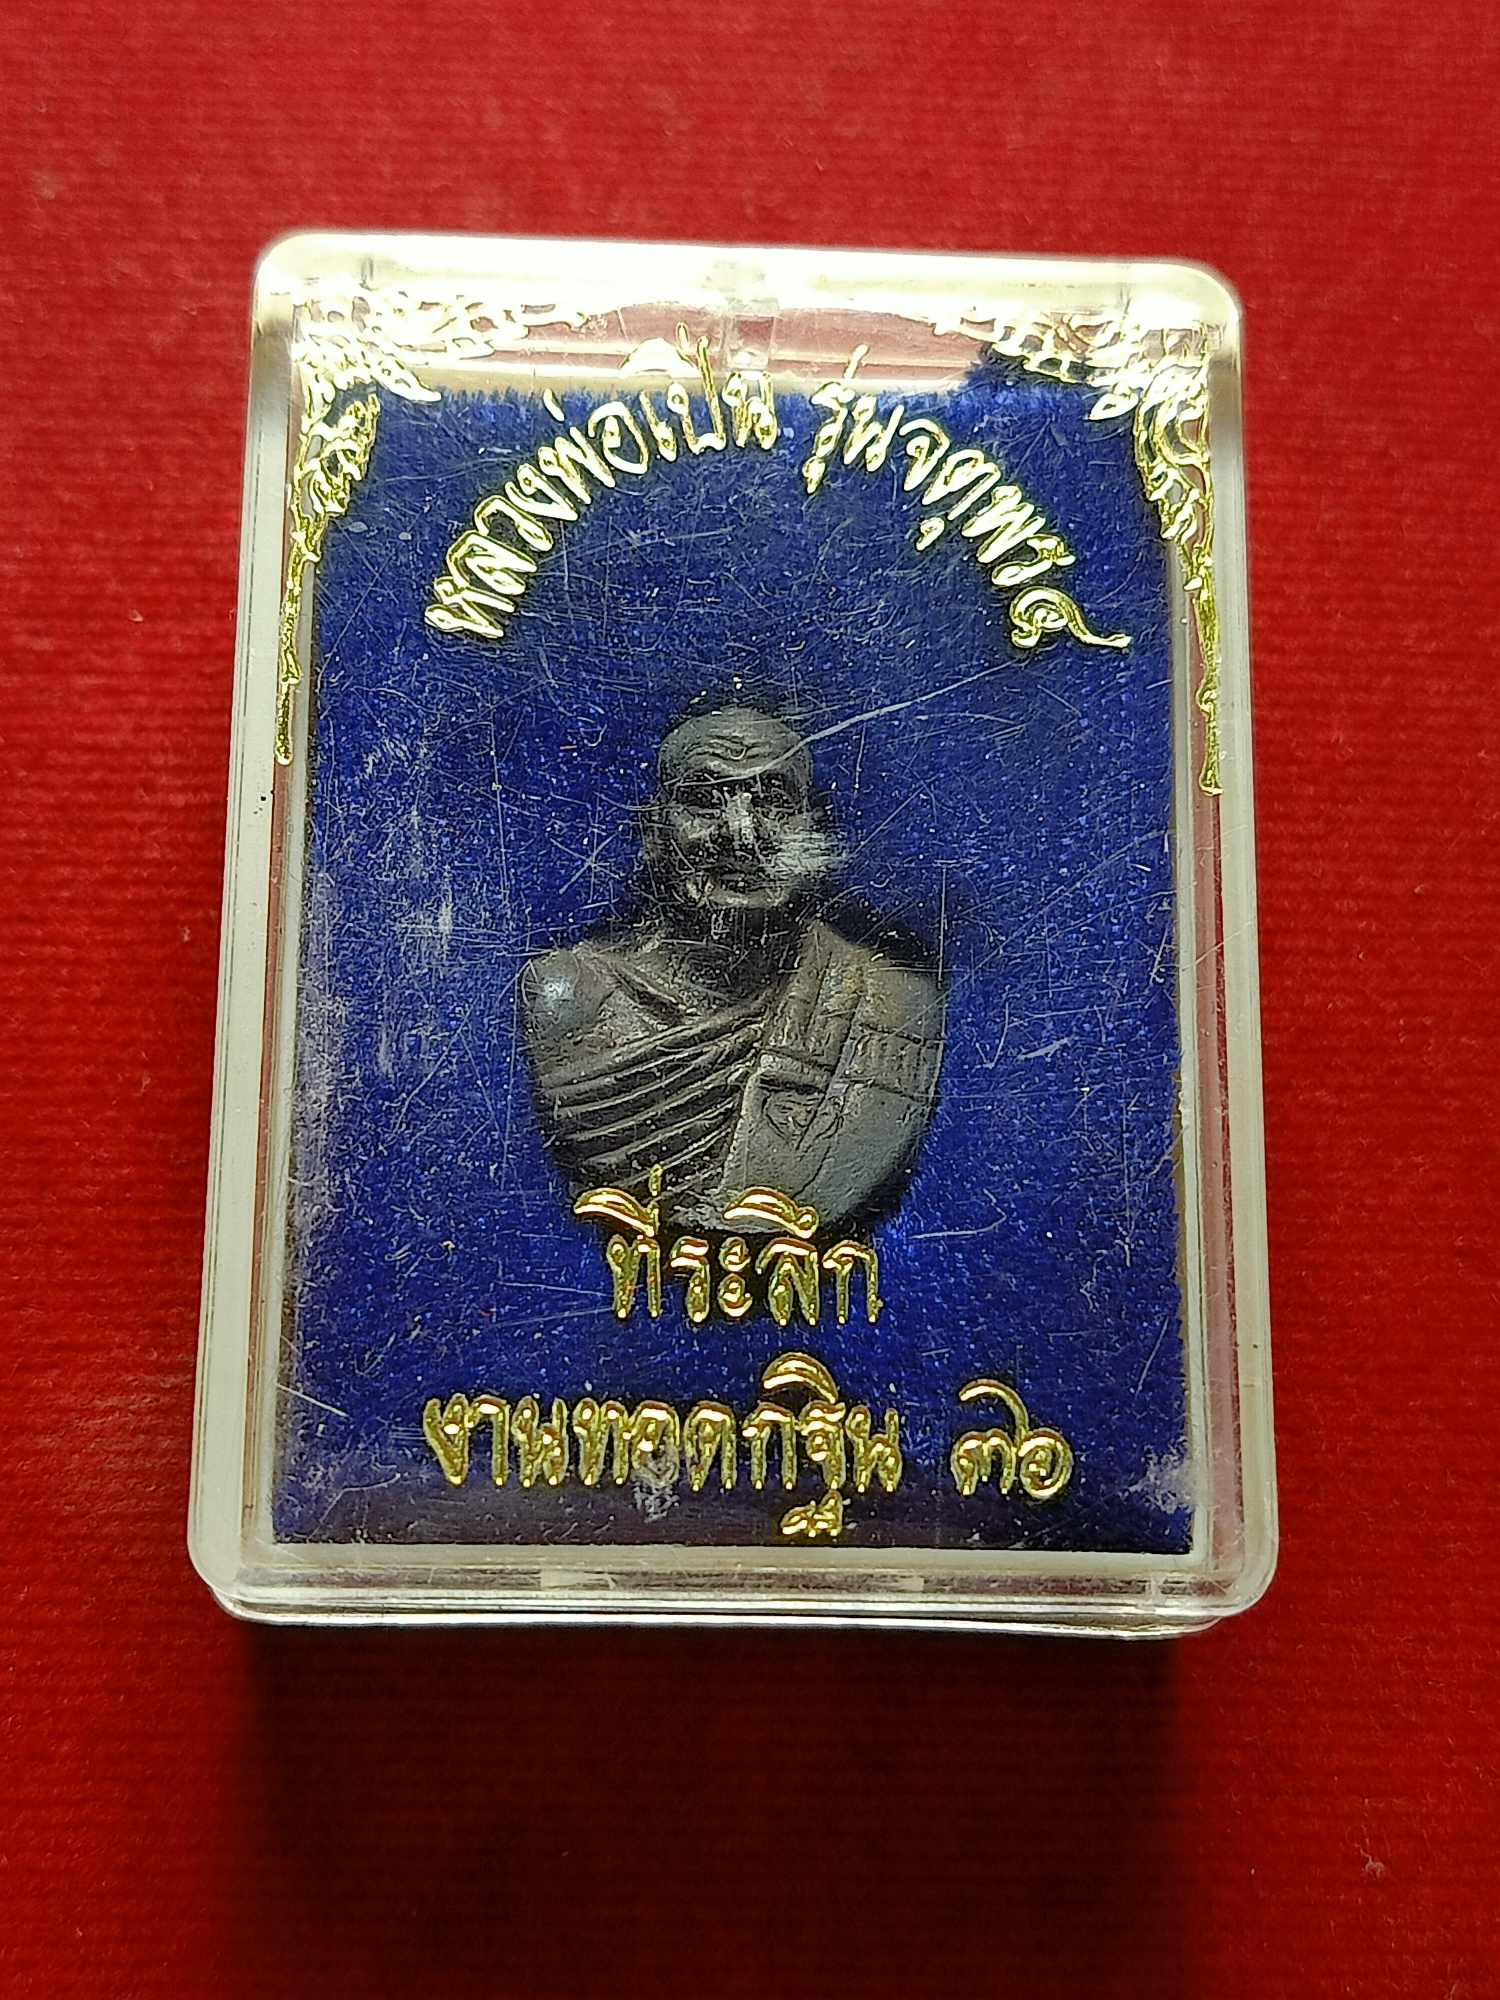 หลวงพ่อเปิ่น รุ่นจตุพร๔
ที่ระลึก
งานทอดกฐิน ๓๖